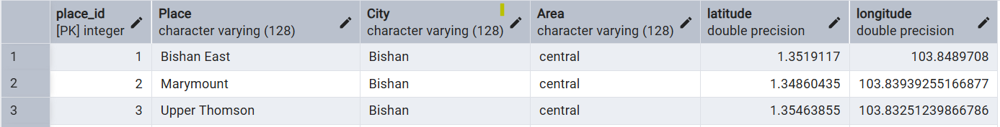 place_id Place City Area latitude longitude
[PK] integer character varying (128) character varying (128) character varying (128) double precision double precision
1 1 Bishan East Bishan central 1.3519117 103.8489708
2 2 Marymount Bishan central 1.34860435 103.83939255166877
3 3 Upper Thomson Bishan central 1.35463855 103.83251239866786